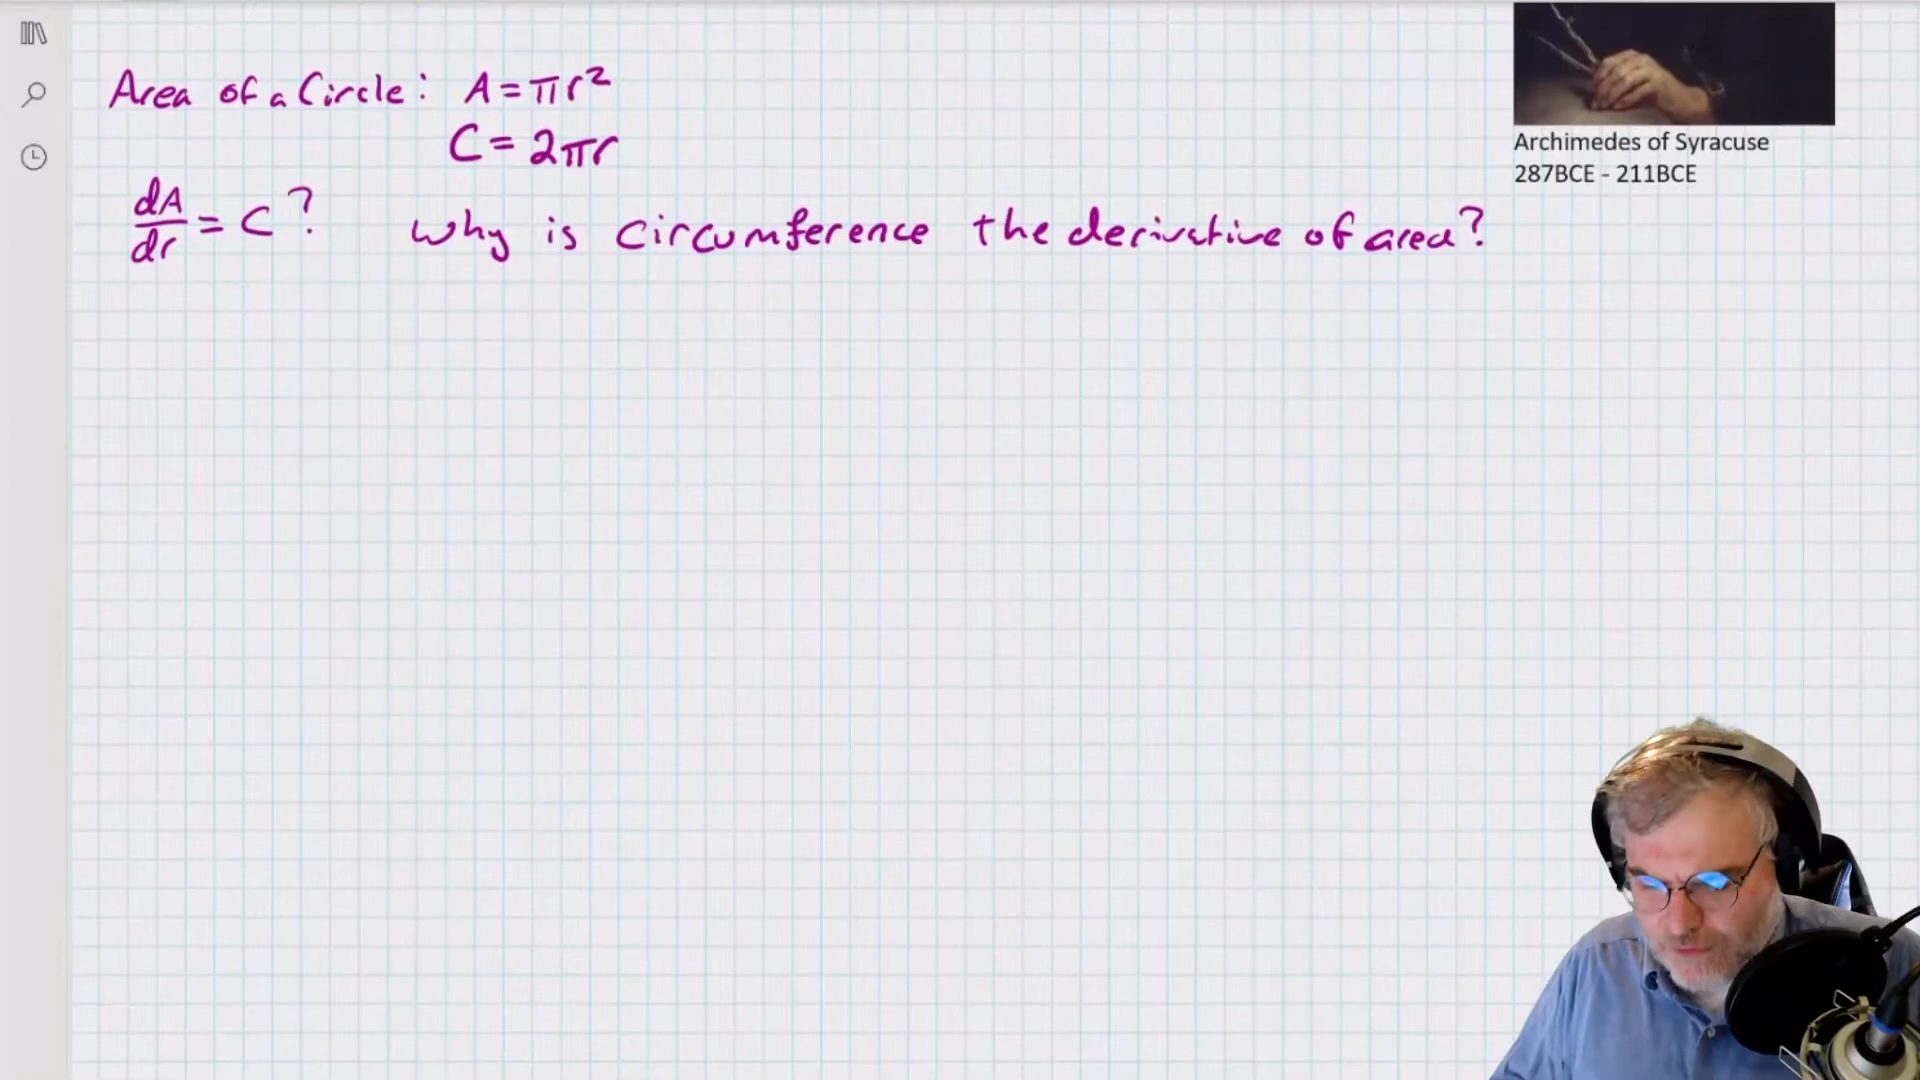 Area of a Circle: A = πr²
C = 2πr
Archimedes of Syracuse
287BCE - 211BCE
dA/dr = C? Why is circumference the derivative of area?